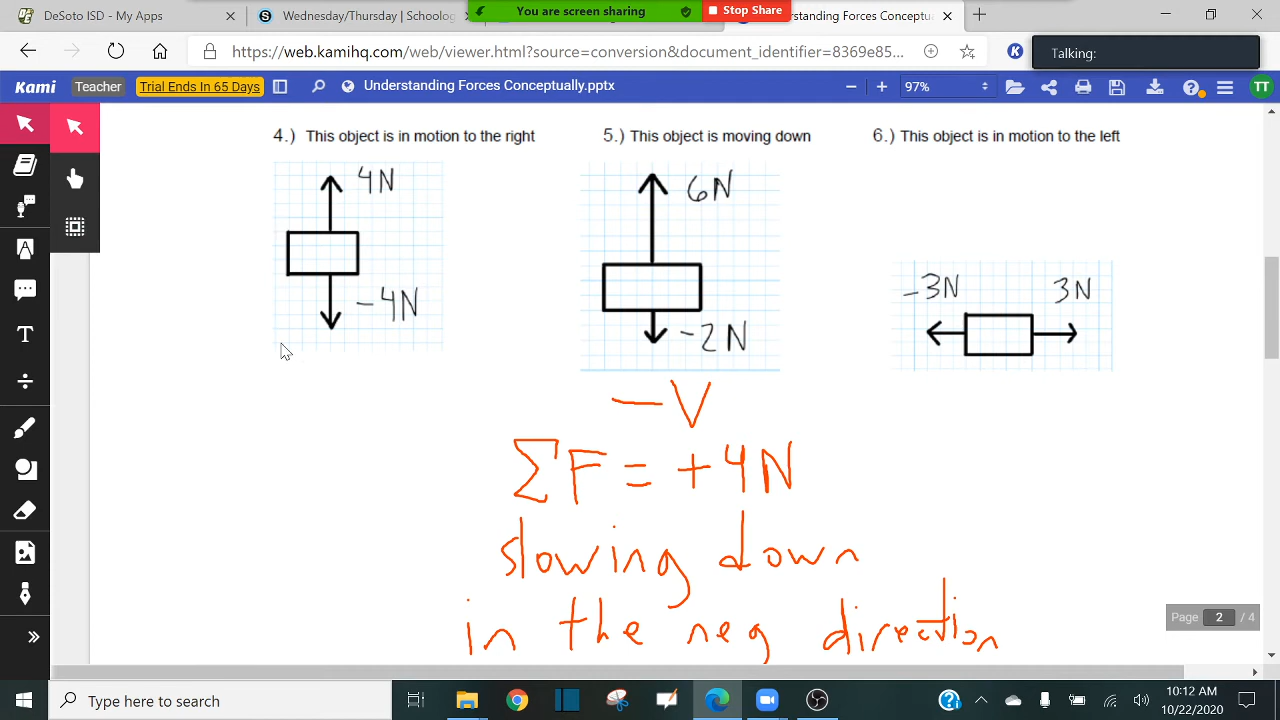 DeSoto Par
Wednesday/Thursday | Schoolog
You are screen sharing
Stop Share
derstanding Forces Conceptu
https://web.kamihq.com/web/viewer.html?source=conversion&document_identifier=8369e85...
Talking:
Kami Teacher Trial Ends In 65 Days Understanding Forces Conceptually.pptx 97% TT
4.) This object is in motion to the right
4N
-4N
5.) This object is moving down
6N
-2N
6.) This object is in motion to the left
-3N 3N
-V
ΣF = +4N
slowing down
in the neg direction
Page 2 / 4
Type here to search
10:12 AM
10/22/2020